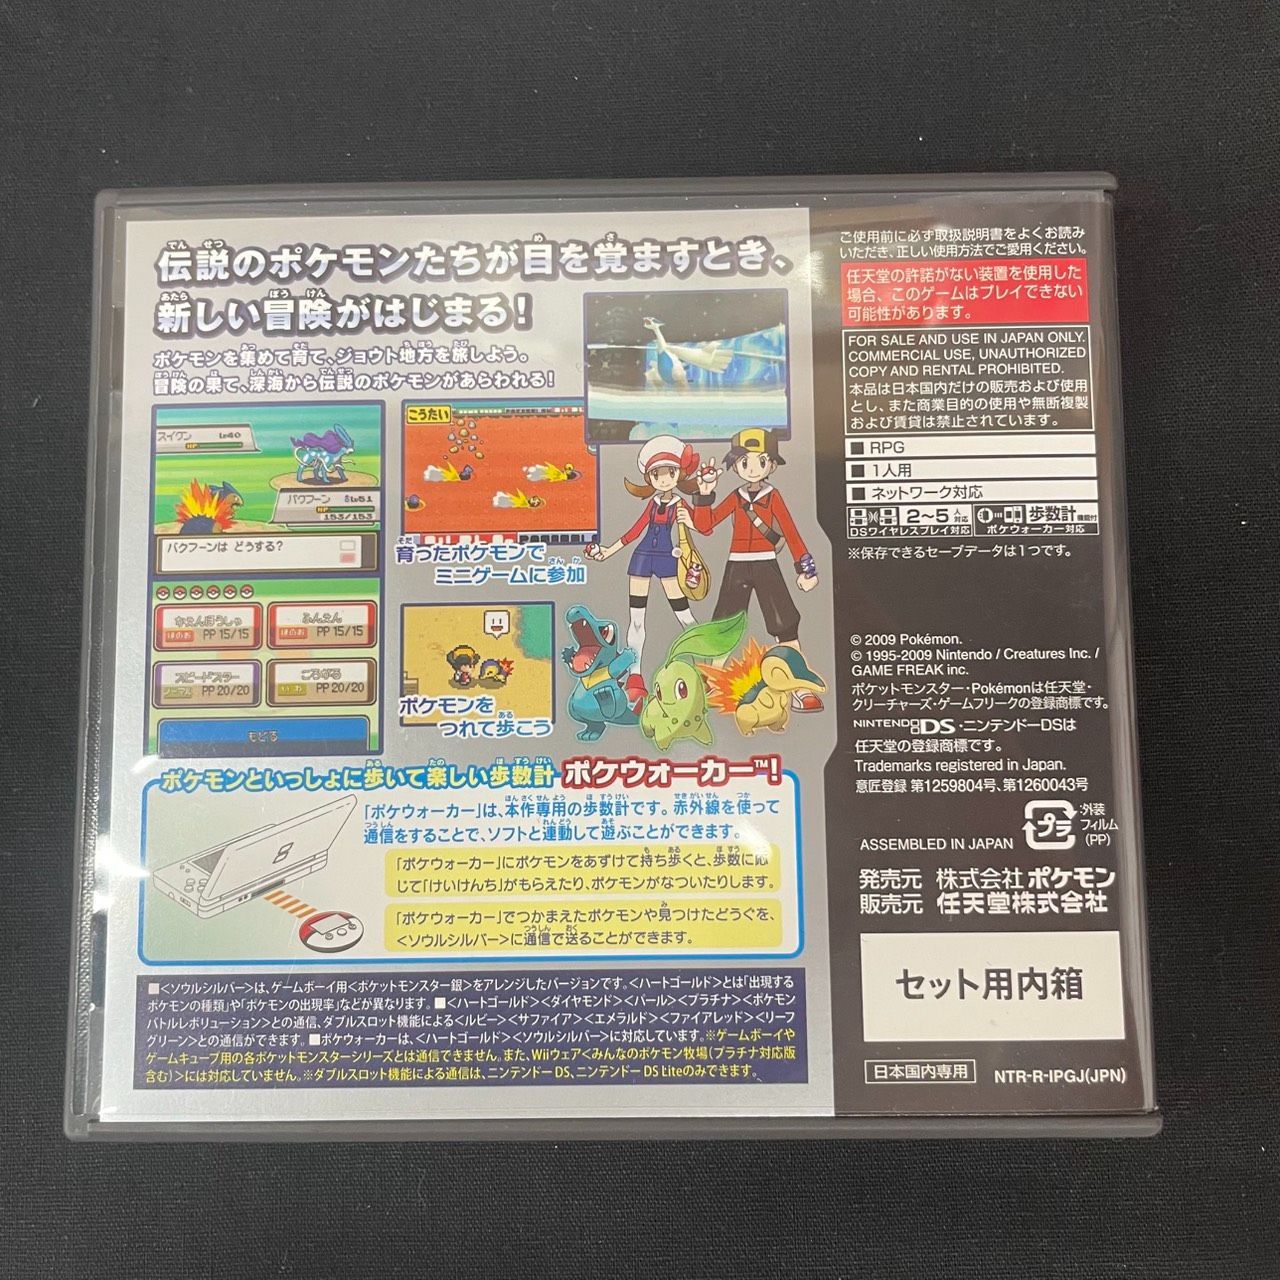 伝説のポケモンたちが目を覚ますとき、
新しい冒険がはじまる!
ポケモンを集めて育て、ジョウト地方を旅しよう。
冒険の果て、深海から伝説のポケモンがあらわれる!
スイクン Lv40
HP
バクフーン ♂Lv51
HP
153/153
バクフーンは どうする?
かえんほうしゃ
ほのお PP 15/15
ふんえん
ほのお PP 15/15
スピードスター
ノーマル PP 20/20
ころがる
いわ PP 20/20
もどる
こうたい
育ったポケモンで
ミニゲームに参加
ポケモンを
つれて歩こう
ポケモンといっしょに歩いて楽しい歩数計 ポケウォーカー™!
「ポケウォーカー」は、本作専用の歩数計です。赤外線を使って
通信をすることで、ソフトと連動して遊ぶことができます。
「ポケウォーカー」にポケモンをあずけて持ち歩くと、歩数に応
じて「けいけんち」がもらえたり、ポケモンがなついたりします。
「ポケウォーカー」でつかまえたポケモンや見つけたどうぐを、
<ソウルシルバー>に通信で送ることができます。
■<ソウルシルバー>は、ゲームボーイ用<ポケットモンスター銀>をアレンジしたバージョンです。<ハートゴールド>とは「出現する
ポケモンの種類」や「ポケモンの出現率」などが異なります。■<ハートゴールド><ダイヤモンド><パール><プラチナ><ポケモン
バトルレボリューション>との通信、ダブルスロット機能による<ルビー><サファイア><エメラルド><ファイアレッド><リーフ
グリーン>との通信ができます。■ポケウォーカーは、<ハートゴールド><ソウルシルバー>に対応しています。※ゲームボーイや
ゲームキューブ用の各ポケットモンスターシリーズとは通信できません。また、Wiiウェア<みんなのポケモン牧場(プラチナ対応版
含む)>には対応していません。※ダブルスロット機能による通信は、ニンテンドーDS、ニンテンドーDS Liteのみできます。
ご使用前に必ず取扱説明書をよくお読み
いただき、正しい使用方法でご愛用ください。
任天堂の許諾がない装置を使用した
場合、このゲームはプレイできない
可能性があります。
FOR SALE AND USE IN JAPAN ONLY.
COMMERCIAL USE, UNAUTHORIZED
COPY AND RENTAL PROHIBITED.
本品は日本国内だけの販売および使用
とし、また商業目的の使用や無断複製
および賃貸は禁止されています。
■ RPG
■ 1人用
■ ネットワーク対応
2～5人対応
DSワイヤレスプレイ対応
歩数計機能付
ポケウォーカー対応
※保存できるセーブデータは1つです。
© 2009 Pokémon.
© 1995-2009 Nintendo / Creatures Inc. /
GAME FREAK inc.
ポケットモンスター・Pokémonは任天堂・
クリーチャーズ・ゲームフリークの登録商標です。
NINTENDO DS・ニンテンドーDSは
任天堂の登録商標です。
Trademarks registered in Japan.
意匠登録 第1259804号、第1260043号
プラ
:外装
フィルム
(PP)
ASSEMBLED IN JAPAN
発売元 株式会社ポケモン
販売元 任天堂株式会社
セット用内箱
日本国内専用
NTR-R-IPGJ(JPN)